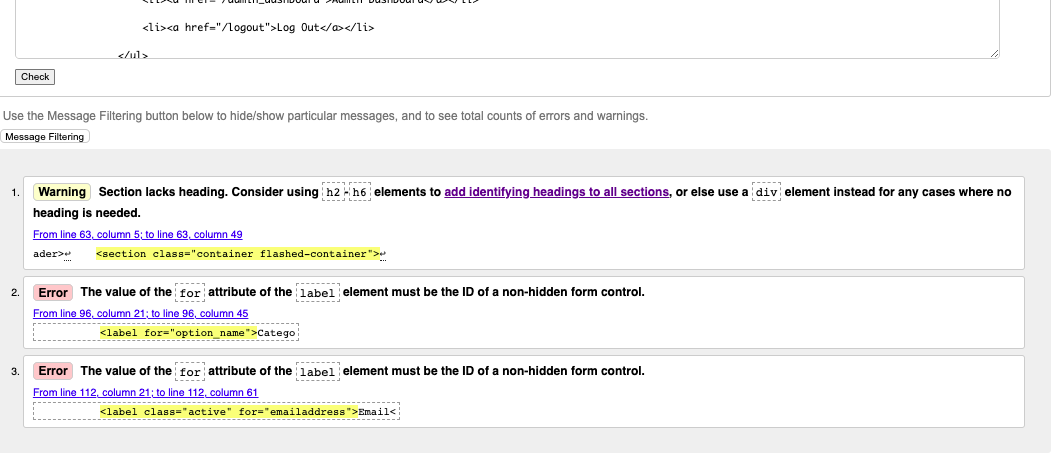 <li><a href="/admin_dashboard">Admin Dashboard</a></li>
<li><a href="/logout">Log Out</a></li>
</ul>
Check
Use the Message Filtering button below to hide/show particular messages, and to see total counts of errors and warnings.
Message Filtering
1. Warning Section lacks heading. Consider using h2-h6 elements to add identifying headings to all sections, or else use a div element instead for any cases where no
heading is needed.
From line 63, column 5; to line 63, column 49
ader>↩ <section class="container flashed-container">↩
2. Error The value of the for attribute of the label element must be the ID of a non-hidden form control.
From line 96, column 21; to line 96, column 45
<label for="option_name">Catego
3. Error The value of the for attribute of the label element must be the ID of a non-hidden form control.
From line 112, column 21; to line 112, column 61
<label class="active" for="emailaddress">Email<